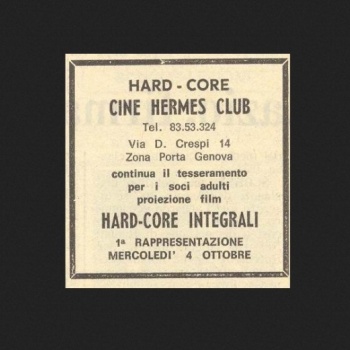 HARD - CORE
CINE HERMES CLUB
Tel. 83.53.324
Via D. Crespi 14
Zona Porta Genova
continua il tesseramento
per i soci adulti
proiezione film
HARD-CORE INTEGRALI
1ª RAPPRESENTAZIONE
MERCOLEDI' 4 OTTOBRE